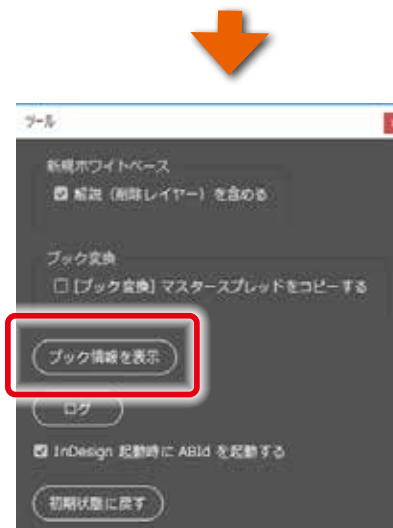 ツール
新規ホワイトベース
解説（削除レイヤー）を含める
ブック変換
[ブック変換] マスタースプレッドをコピーする
ブック情報を表示
ログ
InDesign 起動時に ABId を起動する
初期状態に戻す